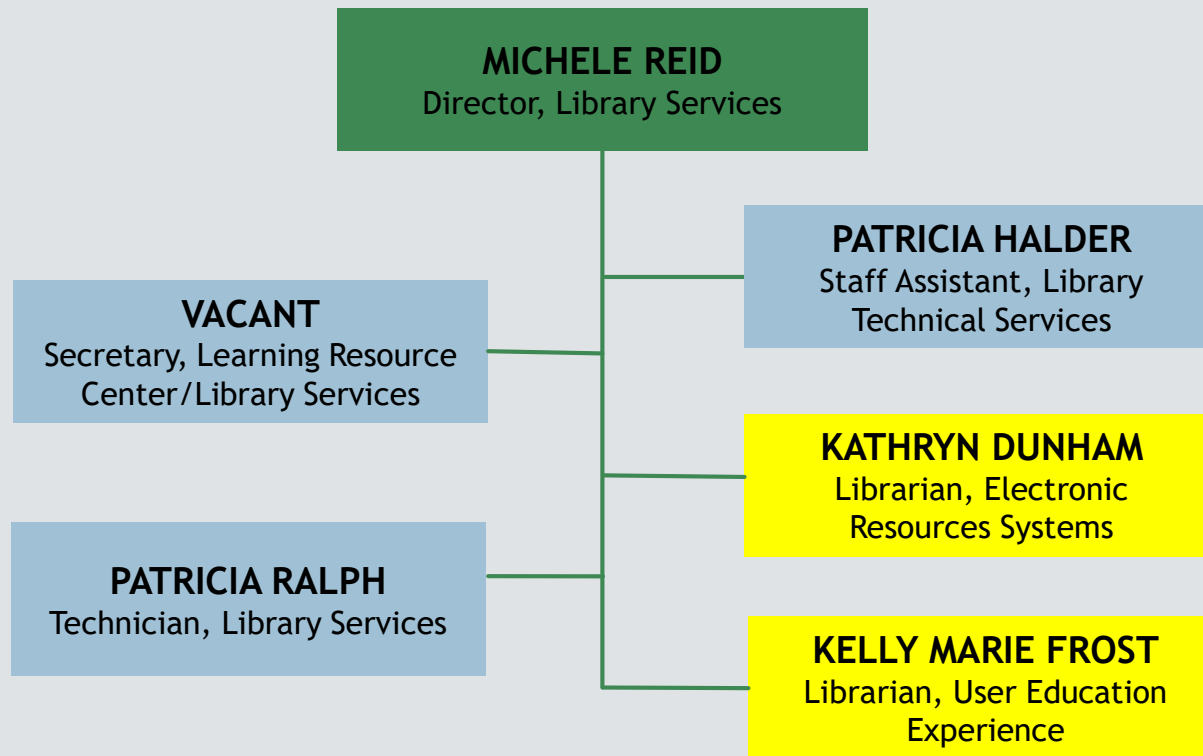 MICHELE REID
Director, Library Services
PATRICIA HALDER
Staff Assistant, Library
Technical Services
VACANT
Secretary, Learning Resource
Center/Library Services
KATHRYN DUNHAM
Librarian, Electronic
Resources Systems
PATRICIA RALPH
Technician, Library Services
KELLY MARIE FROST
Librarian, User Education
Experience